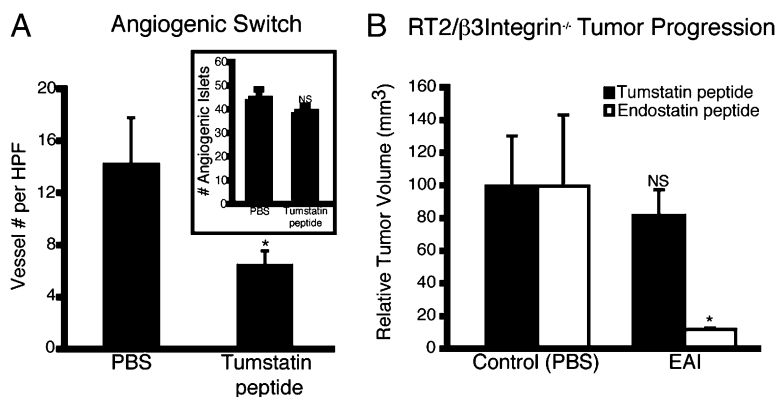 A
Angiogenic Switch
Vessel # per HPF
20
16
12
8
4
0
*
PBS
Tumstatin
peptide
# Angiogenic Islets
60
50
40
30
20
10
0
NS
PBS
Tumstatin
peptide
B
RT2/β3Integrin-/- Tumor Progression
Relative Tumor Volume (mm3)
160
140
120
100
80
60
40
20
0
Tumstatin peptide
Endostatin peptide
NS
*
Control (PBS)
EAI